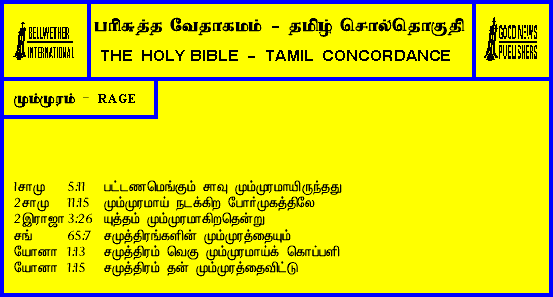 BELLWETHER
INTERNATIONAL
பரிசுத்த வேதாகமம் - தமிழ் சொல்தொகுதி
THE HOLY BIBLE - TAMIL CONCORDANCE
GOOD NEWS
PUBLISHERS
மும்முரம் - RAGE
1சாமு 5:11 பட்டணமெங்கும் சாவு மும்முரமாயிருந்தது
2சாமு 11:15 மும்முரமாய் நடக்கிற போர்முகத்திலே
2இராஜா 3:26 யுத்தம் மும்முரமாகிறதென்று
சங் 65:7 சமுத்திரங்களின் மும்முரத்தையும்
யோனா 1:13 சமுத்திரம் வெகு மும்முரமாய்க் கொப்பளி
யோனா 1:15 சமுத்திரம் தன் மும்முரத்தைவிட்டு